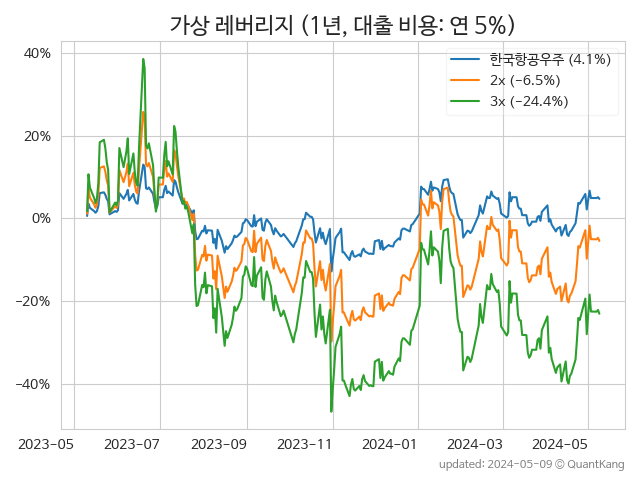 가상 레버리지 (1년, 대출 비용: 연 5%)
한국항공우주 (4.1%)
2x (−6.5%)
3x (−24.4%)
40%
20%
0%
−20%
−40%
2023-05 2023-07 2023-09 2023-11 2024-01 2024-03 2024-05
updated: 2024-05-09 © QuantKang